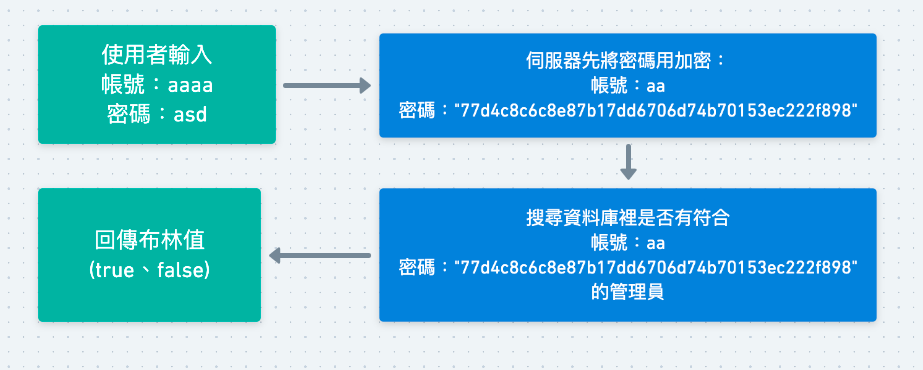 使用者輸入
帳號：aaaa
密碼：asd
伺服器先將密碼用加密：
帳號：aa
密碼："77d4c8c6c8e87b17dd6706d74b70153ec222f898"
搜尋資料庫裡是否有符合
帳號：aa
密碼："77d4c8c6c8e87b17dd6706d74b70153ec222f898"
的管理員
回傳布林值
(true、false)